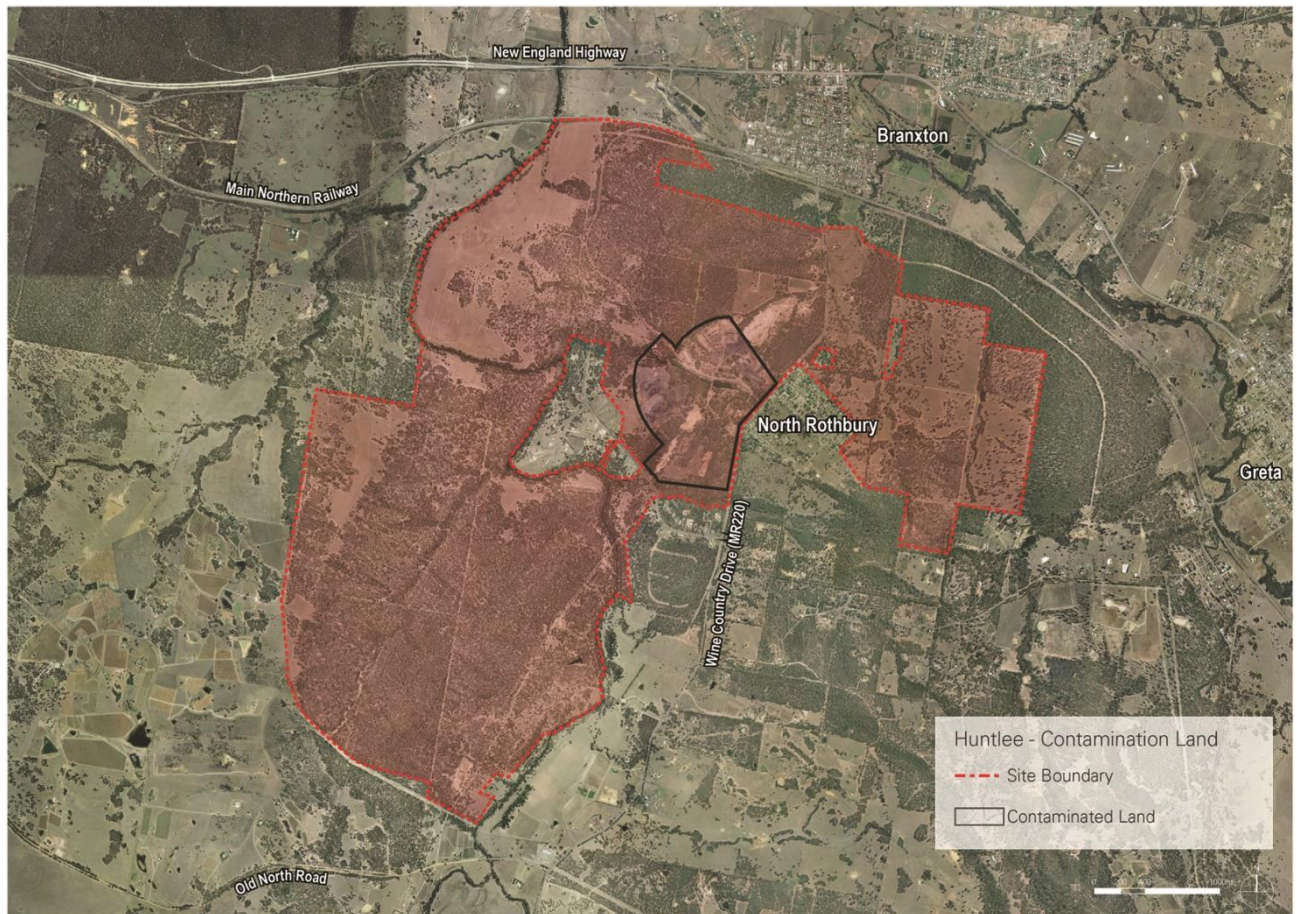 New England Highway
Branxton
Main Northern Railway
North Rothbury
Greta
Wine Country Drive (MR220)
Huntlee - Contamination Land
Site Boundary
Contaminated Land
Old North Road